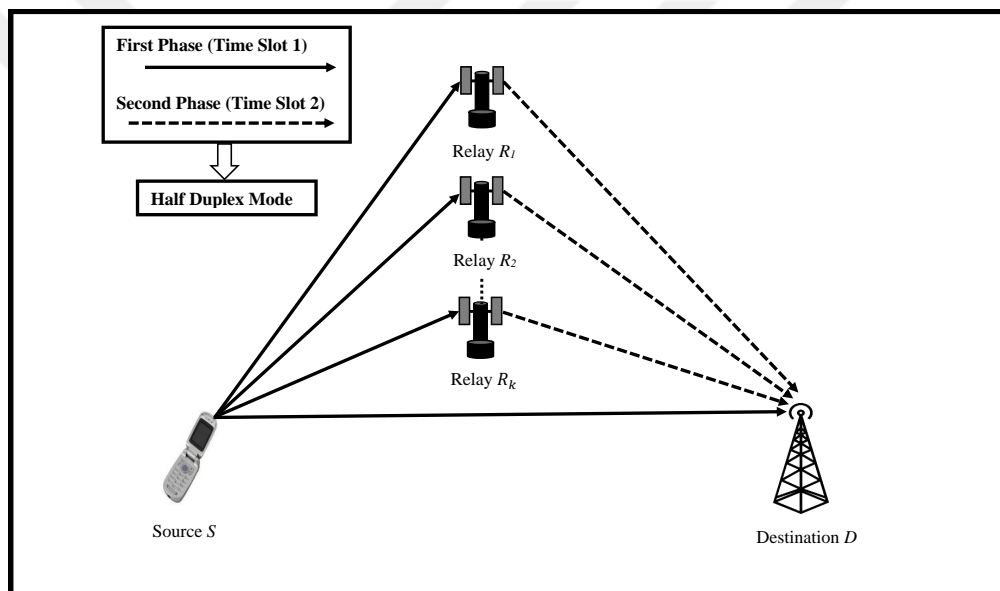 First Phase (Time Slot 1)
Second Phase (Time Slot 2)
Half Duplex Mode
Relay R1
Relay R2
Relay Rk
Source S
Destination D